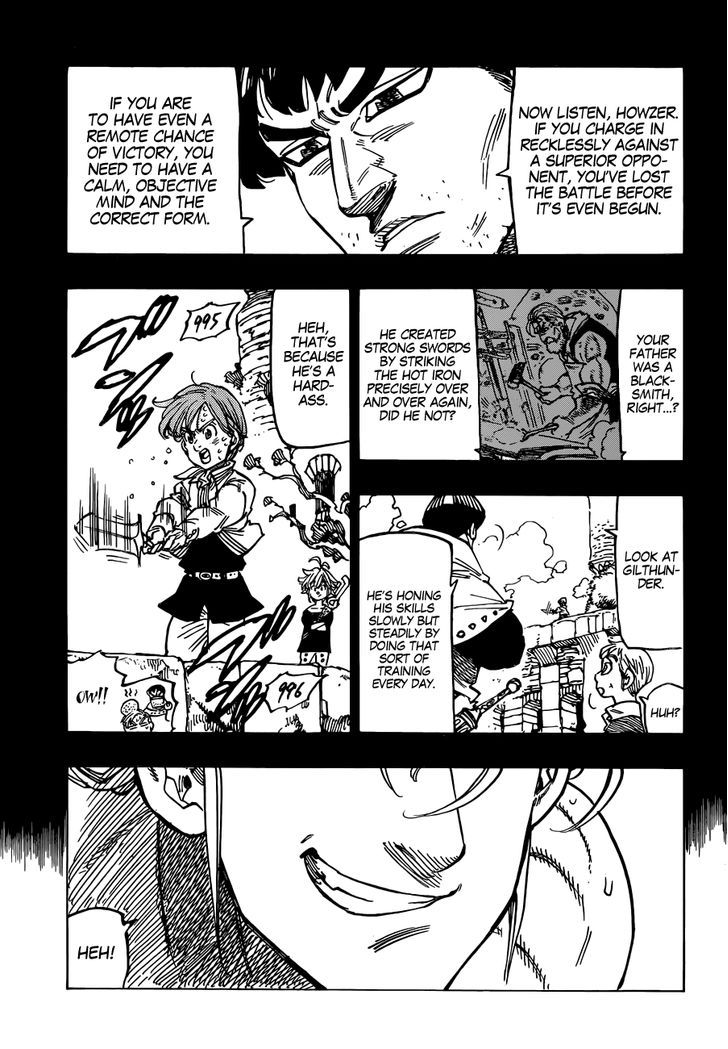 NOW LISTEN, HOWZER.
IF YOU CHARGE IN
RECKLESSLY AGAINST
A SUPERIOR OPPO-
NENT, YOU'VE LOST
THE BATTLE BEFORE
IT'S EVEN BEGUN.
IF YOU ARE
TO HAVE EVEN A
REMOTE CHANCE
OF VICTORY, YOU
NEED TO HAVE A
CALM, OBJECTIVE
MIND AND THE
CORRECT FORM.
YOUR
FATHER
WAS A
BLACK-
SMITH,
RIGHT...?
HE CREATED
STRONG SWORDS
BY STRIKING
THE HOT IRON
PRECISELY OVER
AND OVER AGAIN,
DID HE NOT?
LOOK AT
GILTHUN-
DER.
HUH?
HE'S HONING
HIS SKILLS
SLOWLY BUT
STEADILY BY
DOING THAT
SORT OF
TRAINING
EVERY DAY.
HEH,
THAT'S
BECAUSE
HE'S A
HARD-
ASS.
995
996
OW!!
HEH!